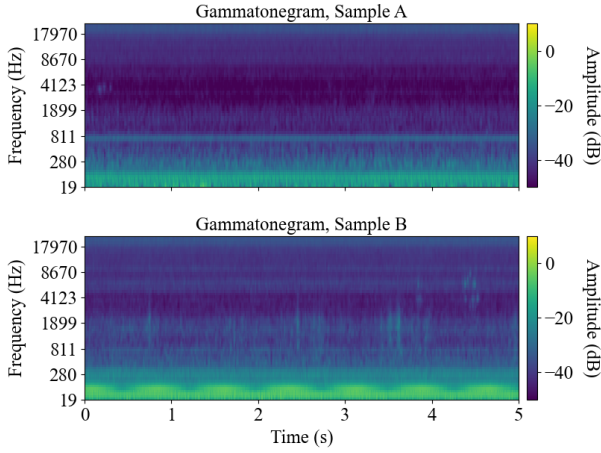 Gammatonegram, Sample A
Frequency (Hz)
17970
8670
4123
1899
811
280
19
0
−20
−40
Amplitude (dB)
Gammatonegram, Sample B
Frequency (Hz)
17970
8670
4123
1899
811
280
19
0 1 2 3 4 5
Time (s)
0
−20
−40
Amplitude (dB)